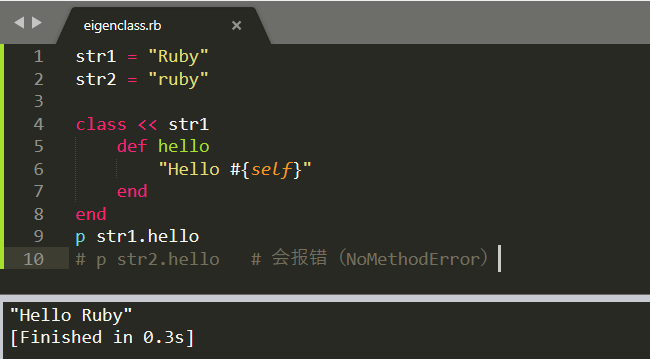 eigenclass.rb
1 str1 = "Ruby"
2 str2 = "ruby"
3
4 class << str1
5     def hello
6         "Hello #{self}"
7     end
8 end
9 p str1.hello
10 # p str2.hello   # 会报错（NoMethodError）
"Hello Ruby"
[Finished in 0.3s]